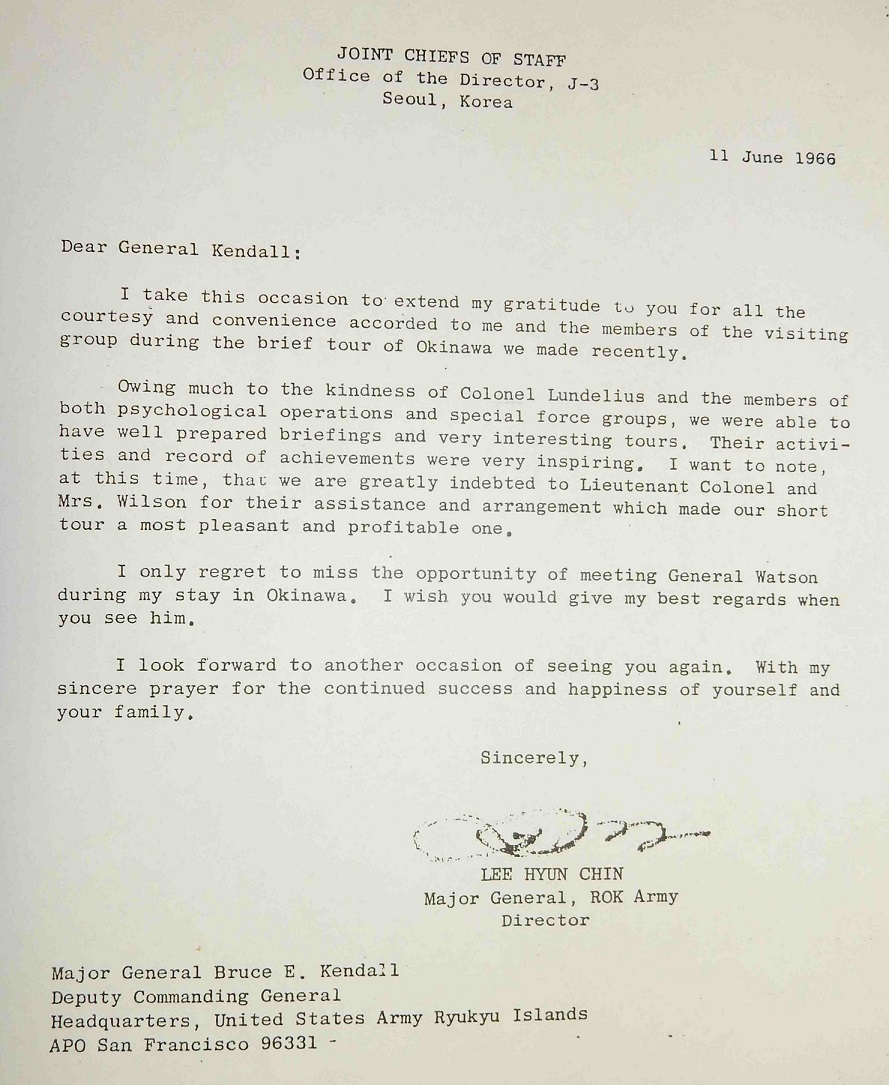 JOINT CHIEFS OF STAFF
Office of the Director, J-3
Seoul, Korea
11 June 1966
Dear General Kendall:
I take this occasion to extend my gratitude to you for all the
courtesy and convenience accorded to me and the members of the visiting
group during the brief tour of Okinawa we made recently.
Owing much to the kindness of Colonel Lundelius and the members of
both psychological operations and special force groups, we were able to
have well prepared briefings and very interesting tours. Their activi-
ties and record of achievements were very inspiring. I want to note,
at this time, that we are greatly indebted to Lieutenant Colonel and
Mrs. Wilson for their assistance and arrangement which made our short
tour a most pleasant and profitable one.
I only regret to miss the opportunity of meeting General Watson
during my stay in Okinawa. I wish you would give my best regards when
you see him.
I look forward to another occasion of seeing you again. With my
sincere prayer for the continued success and happiness of yourself and
your family.
Sincerely,
LEE HYUN CHIN
Major General, ROK Army
Director
Major General Bruce E. Kendall
Deputy Commanding General
Headquarters, United States Army Ryukyu Islands
APO San Francisco 96331 -